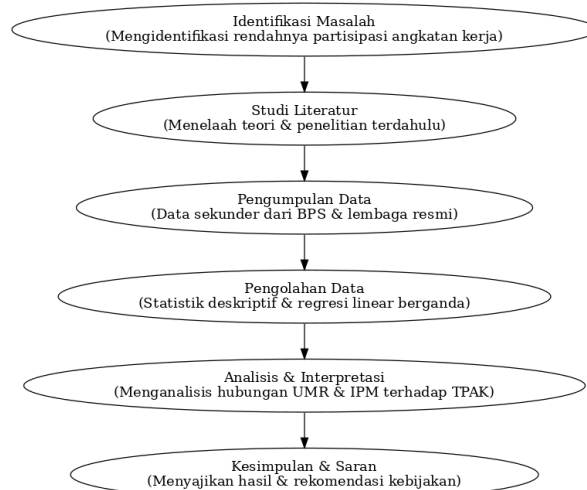 Identifikasi Masalah
(Mengidentifikasi rendahnya partisipasi angkatan kerja)
Studi Literatur
(Menelaah teori & penelitian terdahulu)
Pengumpulan Data
(Data sekunder dari BPS & lembaga resmi)
Pengolahan Data
(Statistik deskriptif & regresi linear berganda)
Analisis & Interpretasi
(Menganalisis hubungan UMR & IPM terhadap TPAK)
Kesimpulan & Saran
(Menyajikan hasil & rekomendasi kebijakan)